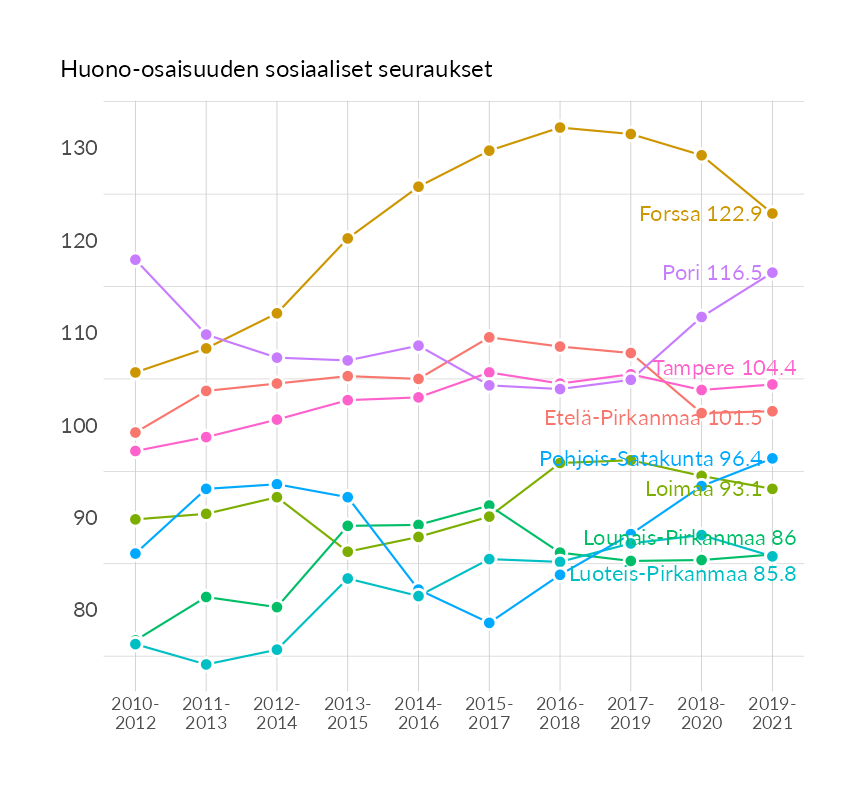 Huono-osaisuuden sosiaaliset seuraukset
130
120
110
100
90
80
Forssa 122.9
Pori 116.5
Tampere 104.4
Etelä-Pirkanmaa 101.5
Pohjois-Satakunta 96.4
Loimaa 93.1
Lounais-Pirkanmaa 86
Luoteis-Pirkanmaa 85.8
2010- 2011- 2012- 2013- 2014- 2015- 2016- 2017- 2018- 2019-
2012 2013 2014 2015 2016 2017 2018 2019 2020 2021